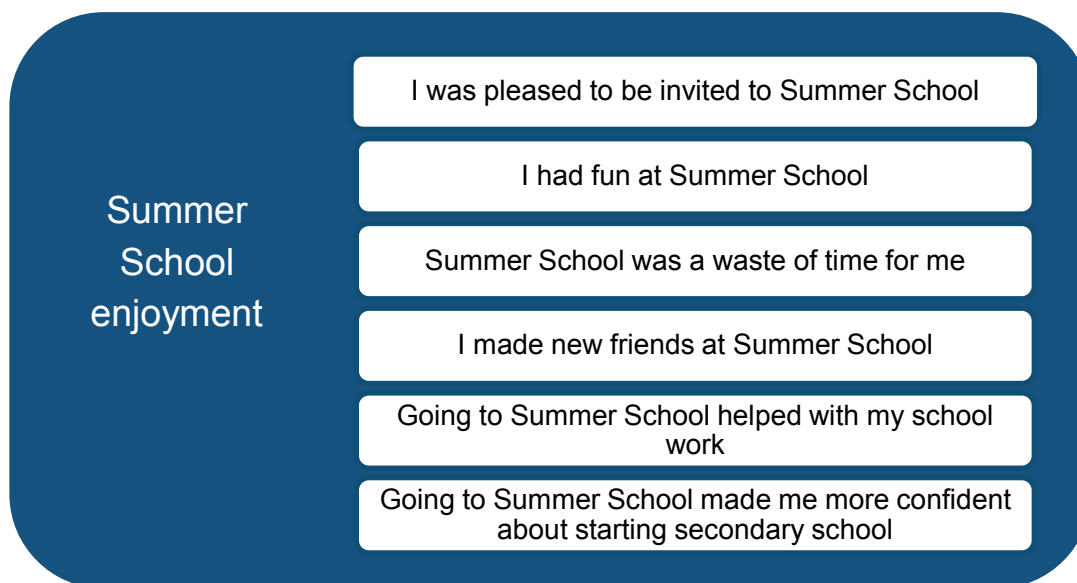 Summer
School
enjoyment
I was pleased to be invited to Summer School
I had fun at Summer School
Summer School was a waste of time for me
I made new friends at Summer School
Going to Summer School helped with my school
work
Going to Summer School made me more confident
about starting secondary school